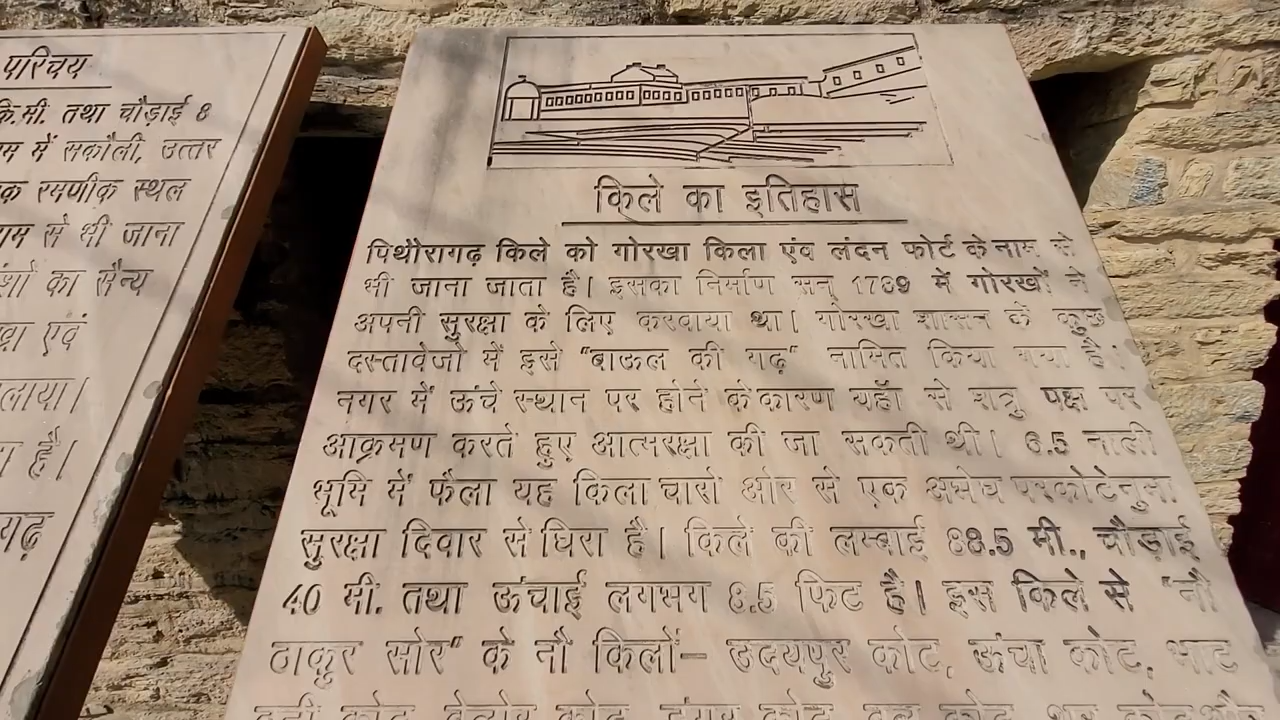 परिचय
कि.मी. तथा चौड़ाई 8
में सकौली, उत्तर
रमणीक स्थल
से भी जाना
का सैन्य
एवं
है।
गढ़
किले का इतिहास
पिथौरागढ़ किले को गोरखा किला एंव लंदन फोर्ट के नाम से
भी जाना जाता है। इसका निर्माण सन् 1789 में गोरखों ने
अपनी सुरक्षा के लिए करवाया था। गोरखा शासन के कुछ
दस्तावेजो में इसे "बाऊल की गढ़" नामित किया गया है।
नगर में ऊंचे स्थान पर होने के कारण यहॉ से शत्रु पक्ष पर
आक्रमण करते हुए आत्मरक्षा की जा सकती थी। 6.5 नाली
भूमि में फैला यह किला चारो ओर से एक अभेघ परकोटेनुमा
सुरक्षा दिवार से घिरा है। किले की लम्बाई 88.5 मी., चौड़ाई
40 मी. तथा ऊंचाई लगभग 8.5 फिट है। इस किले से "नौ
ठाकुर सोर" के नौ किलों– उदयपुर कोट, ऊंचा कोट, भाट